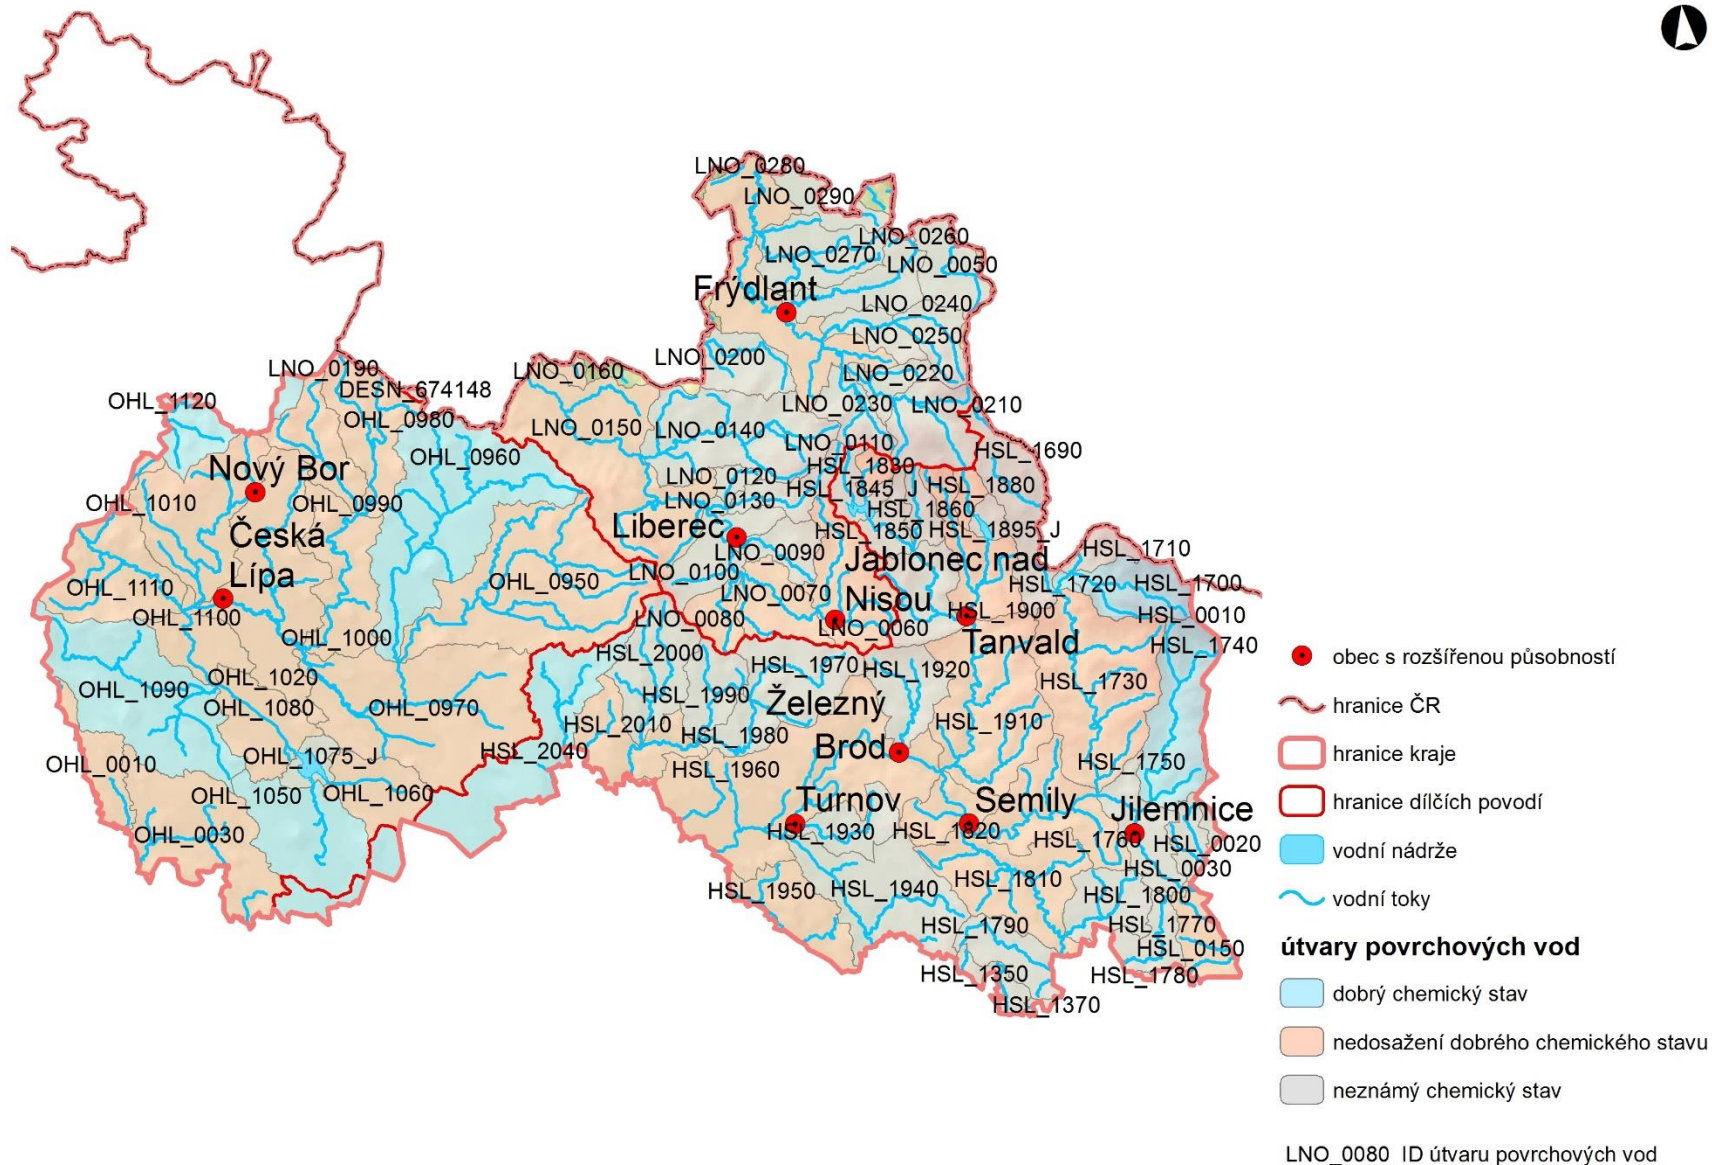 LNO_0280
LNO_0290
LNO_0260
LNO_0270
LNO_0050
Frýdlant
LNO_0240
LNO_0250
LNO_0200
LNO_0190
LNO_0160
LNO_0220
DESN_674148
OHL_1120
LNO_0230
LNO_0210
OHL_0980
LNO_0150
LNO_0140
LNO_0110
HSL_1690
OHL_0960
HSL_1830
Nový Bor
LNO_0120
HSL_1845_J
HSL_1880
OHL_1010
OHL_0990
LNO_0130
HSL_1860
Liberec
HSL_1850
HSL_1895_J
Česká
Lípa
LNO_0090
Jablonec nad
Nisou
HSL_1710
LNO_0100
OHL_0950
HSL_1720
HSL_1700
OHL_1110
LNO_0070
HSL_1900
HSL_0010
OHL_1100
LNO_0080
LNO_0060
Tanvald
OHL_1000
HSL_1740
HSL_2000
HSL_1970
HSL_1920
OHL_1020
OHL_1090
HSL_1990
HSL_1730
OHL_1080
OHL_0970
Železný
Brod
HSL_2010
HSL_1910
HSL_1980
OHL_1075_J
HSL_2040
OHL_0010
HSL_1960
HSL_1750
OHL_1050
OHL_1060
Turnov
Semily
Jilemnice
OHL_0030
HSL_1930
HSL_1820
HSL_1760
HSL_0020
HSL_0030
HSL_1950
HSL_1940
HSL_1810
HSL_1800
HSL_1790
HSL_1770
HSL_0150
HSL_1350
HSL_1780
HSL_1370
obec s rozšířenou působností
hranice ČR
hranice kraje
hranice dílčích povodí
vodní nádrže
vodní toky
útvary povrchových vod
dobrý chemický stav
nedosažení dobrého chemického stavu
neznámý chemický stav
LNO_0080 ID útvaru povrchových vod